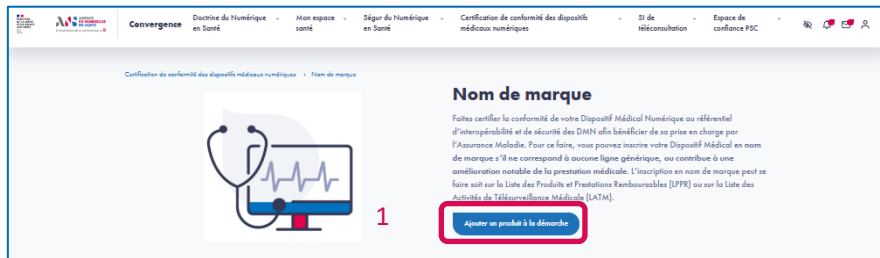 AGENCE
DU NUMÉRIQUE
EN SANTÉ
Convergence
Doctrine du Numérique
en Santé
Mon espace
santé
Ségur du Numérique
en Santé
Certification de conformité des dispositifs
médicaux numériques
SI de
téléconsultation
Espace de
confiance PSC
Certification de conformité des dispositifs médicaux numériques > Nom de marque
Nom de marque
Faites certifier la conformité de votre Dispositif Médical Numérique au référentiel
d'interopérabilité et de sécurité des DMN afin bénéficier de sa prise en charge par
l'Assurance Maladie. Pour ce faire, vous pouvez inscrire votre Dispositif Médical en nom
de marque s'il ne correspond à aucune ligne générique, ou contribue à une
amélioration notable de la prestation médicale. L'inscription en nom de marque peut se
faire soit sur la Liste des Produits et Prestations Remboursables (LPPR) ou sur la Liste des
Activités de Télésurveillance Médicale (LATM).
1
Ajouter un produit à la démarche